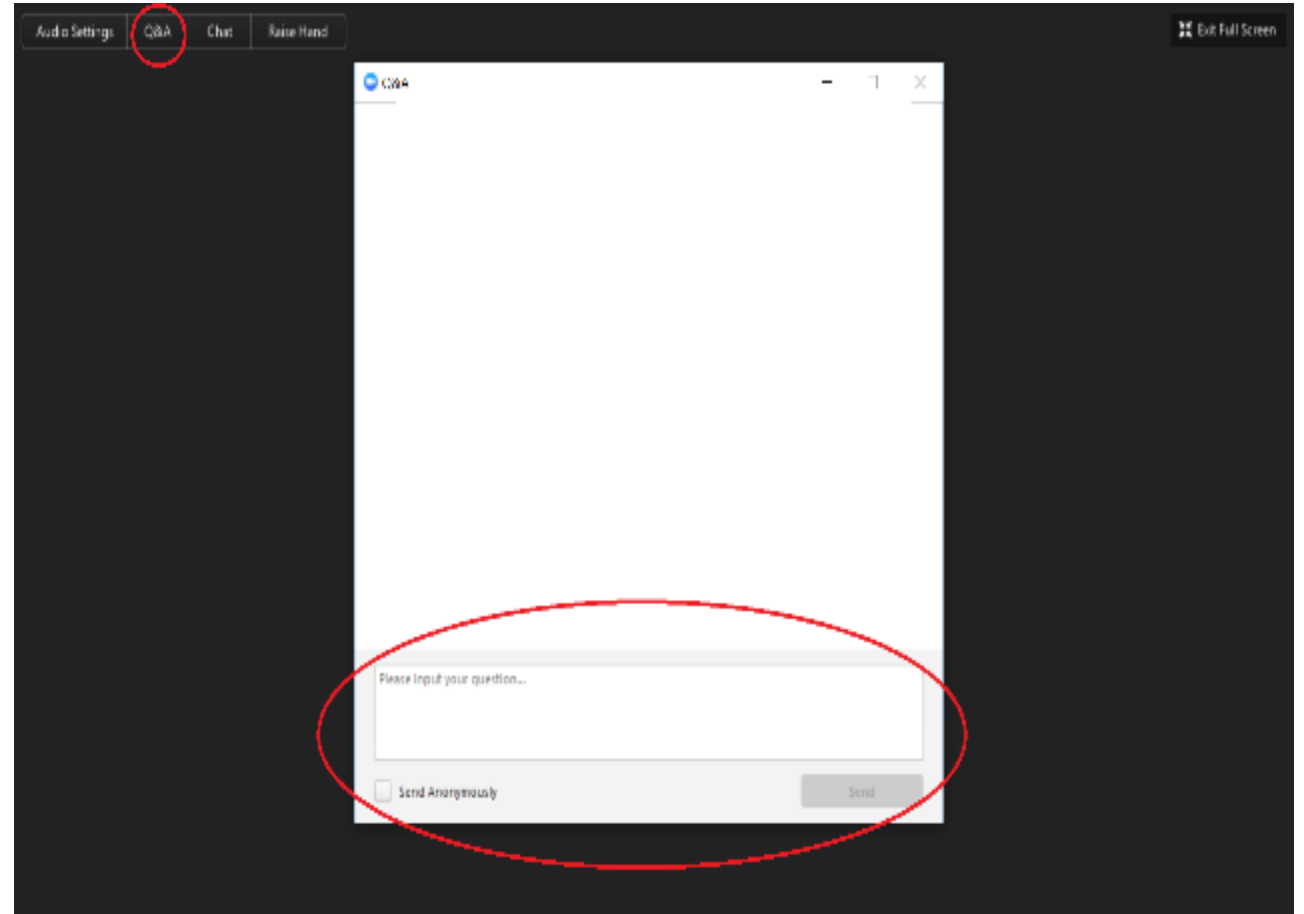 Audio Settings Q&A Chat Raise Hand
Exit Full Screen
Q&A
Please input your question...
Send Anonymously
Send